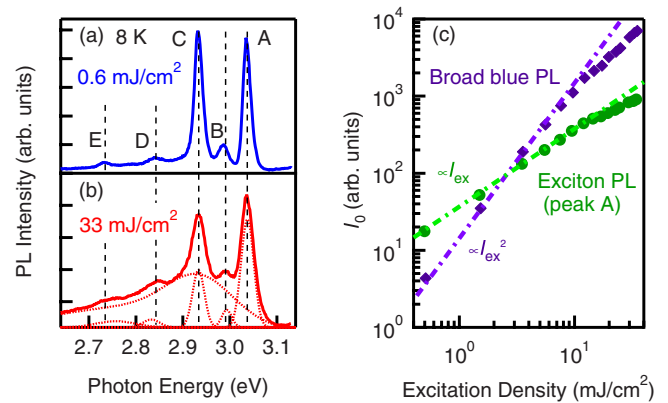 (a) 8 K C A
0.6 mJ/cm²
E D B
(b)
33 mJ/cm²
PL Intensity (arb. units)
2.7 2.8 2.9 3.0 3.1
Photon Energy (eV)
(c)
Broad blue PL
∝I_ex
Exciton PL
(peak A)
∝I_ex²
I₀ (arb. units)
10⁴
10³
10²
10¹
10⁰
10⁰ 10¹
Excitation Density (mJ/cm²)